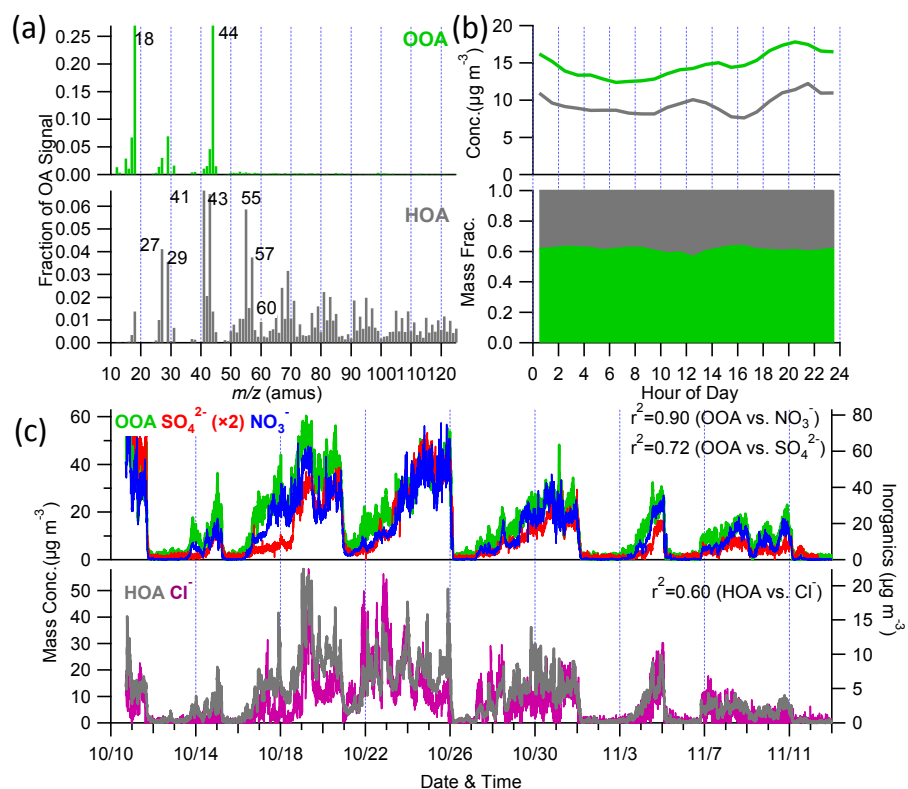 (a)
0.25
0.20
0.15
0.10
0.05
0.00
18
44
OOA
Fraction of OA Signal
0.06
0.05
0.04
0.03
0.02
0.01
0.00
27
29
41
43
55
57
60
HOA
10 20 30 40 50 60 70 80 90 100 110 120
m/z (amus)
(b)
20
15
10
5
0
Conc.(µg m⁻³)
1.0
0.8
0.6
0.4
0.2
0.0
Mass Frac.
0 2 4 6 8 10 12 14 16 18 20 22 24
Hour of Day
(c)
OOA SO₄²⁻ (×2) NO₃⁻
r²=0.90 (OOA vs. NO₃⁻)
r²=0.72 (OOA vs. SO₄²⁻)
60
40
20
0
80
60
40
20
0
Mass Conc.(µg m⁻³)
Inorganics (µg m⁻³)
HOA Cl⁻
r²=0.60 (HOA vs. Cl⁻)
50
40
30
20
10
0
20
15
10
5
0
10/10 10/14 10/18 10/22 10/26 10/30 11/3 11/7 11/11
Date & Time